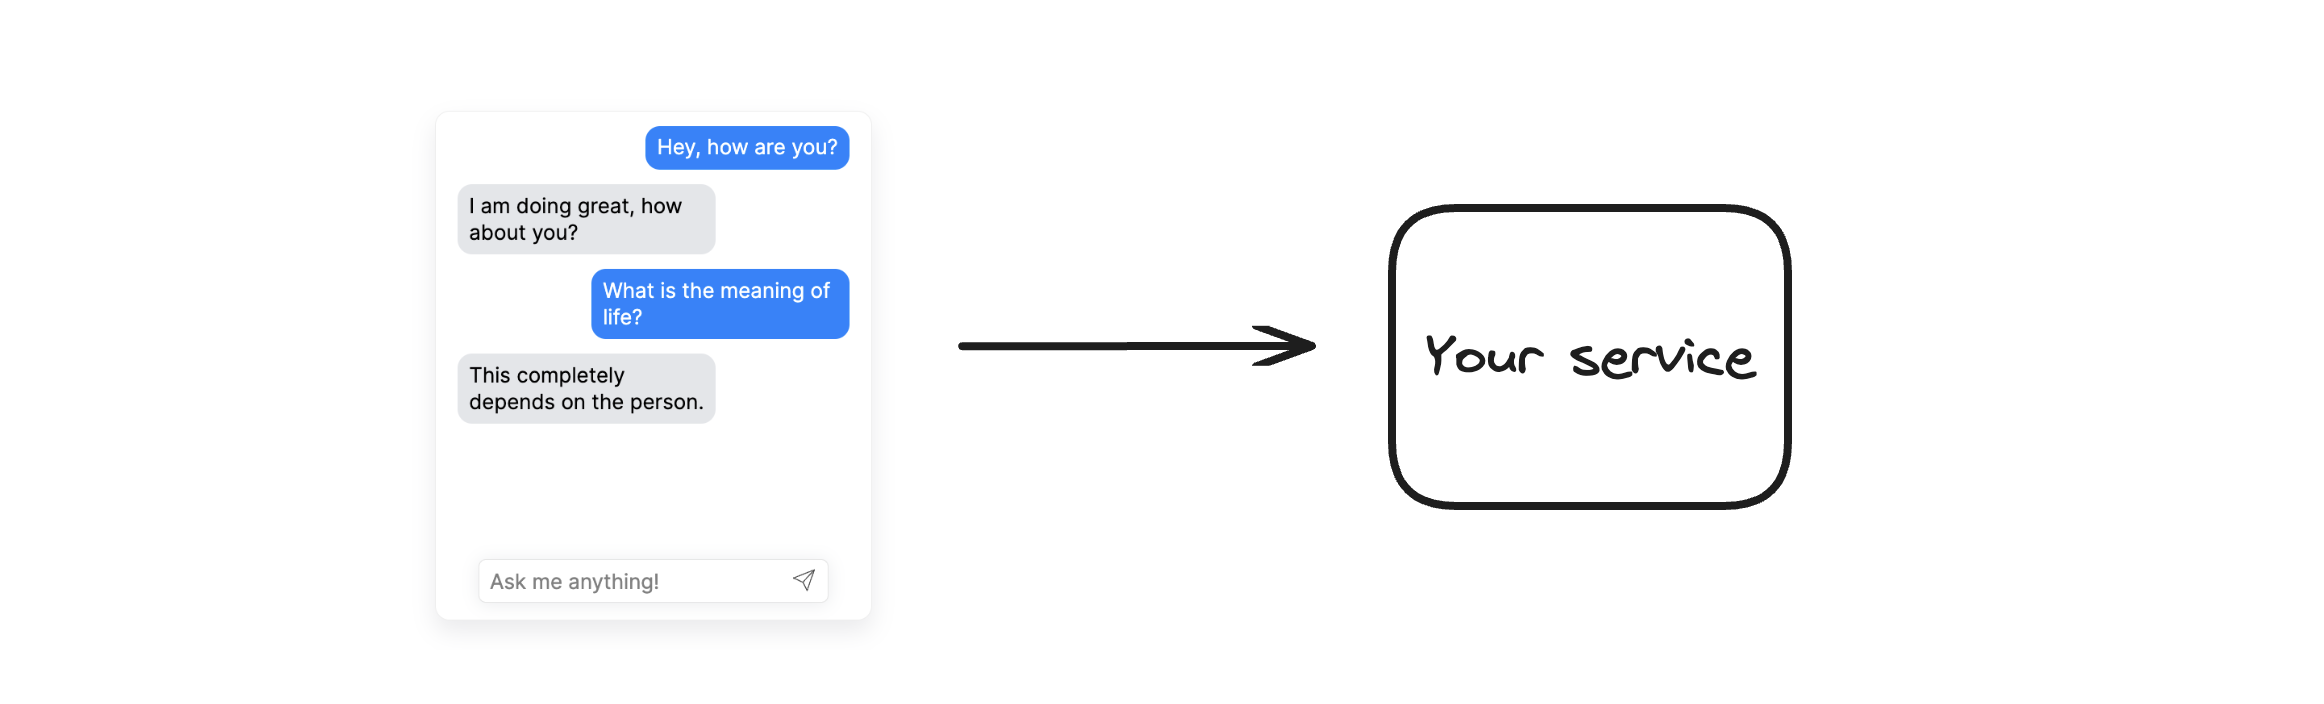 Hey, how are you?
I am doing great, how
about you?
What is the meaning of
life?
This completely
depends on the person.
Ask me anything!
Your service